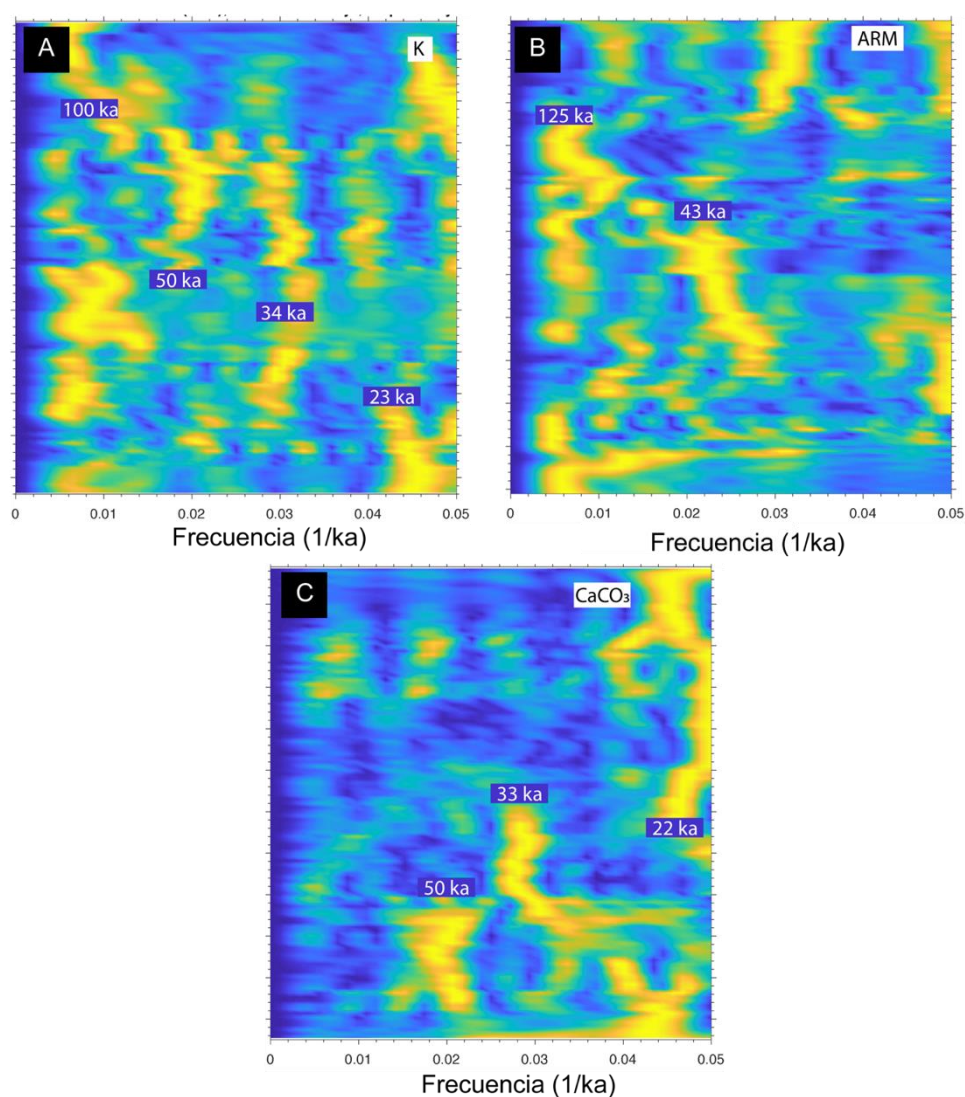 A
K
100 ka
50 ka
34 ka
23 ka
0 0.01 0.02 0.03 0.04 0.05
Frecuencia (1/ka)
B
ARM
125 ka
43 ka
0 0.01 0.02 0.03 0.04 0.05
Frecuencia (1/ka)
C
CaCO₃
33 ka
22 ka
50 ka
0 0.01 0.02 0.03 0.04 0.05
Frecuencia (1/ka)